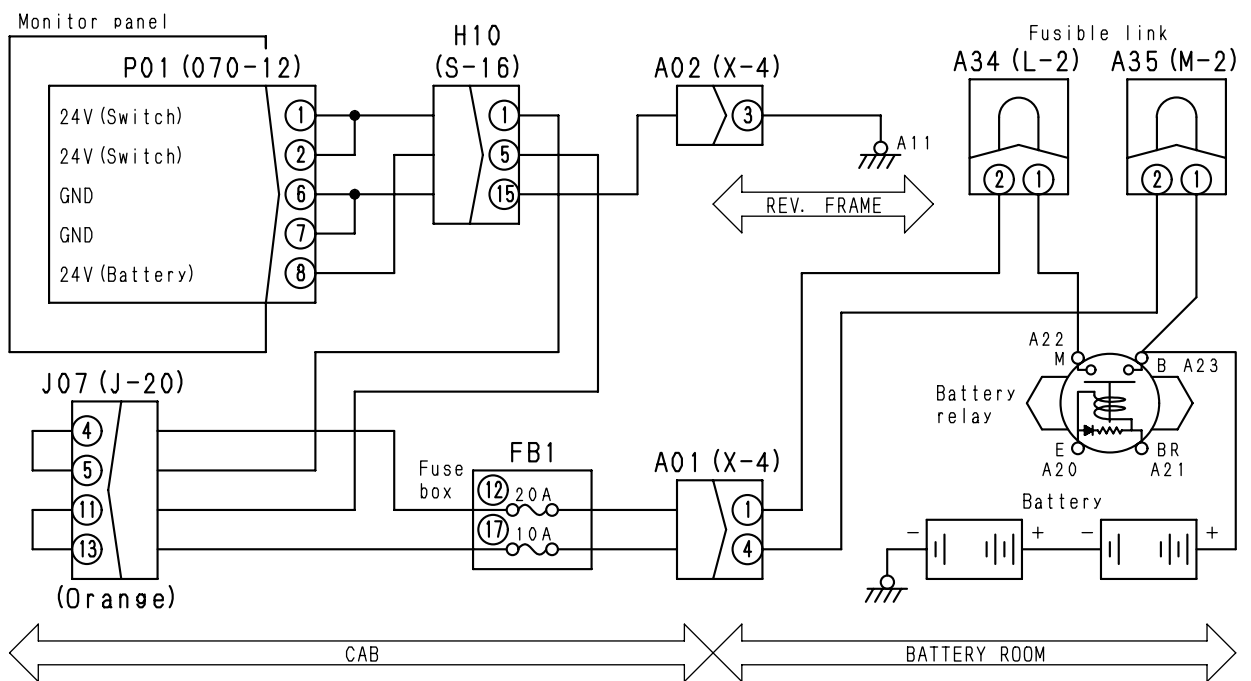 Monitor panel
P01 (070-12)
24V (Switch)
24V (Switch)
GND
GND
24V (Battery)
1
2
6
7
8
H10
(S-16)
1
5
15
A02 (X-4)
3
A11
REV. FRAME
Fusible link
A34 (L-2)
A35 (M-2)
2
1
2
1
J07 (J-20)
4
5
11
13
(Orange)
Fuse
box
FB1
12
20A
17
10A
A01 (X-4)
1
4
A22
M
B
A23
Battery
relay
E
A20
BR
A21
Battery
-
+
-
+
CAB
BATTERY ROOM